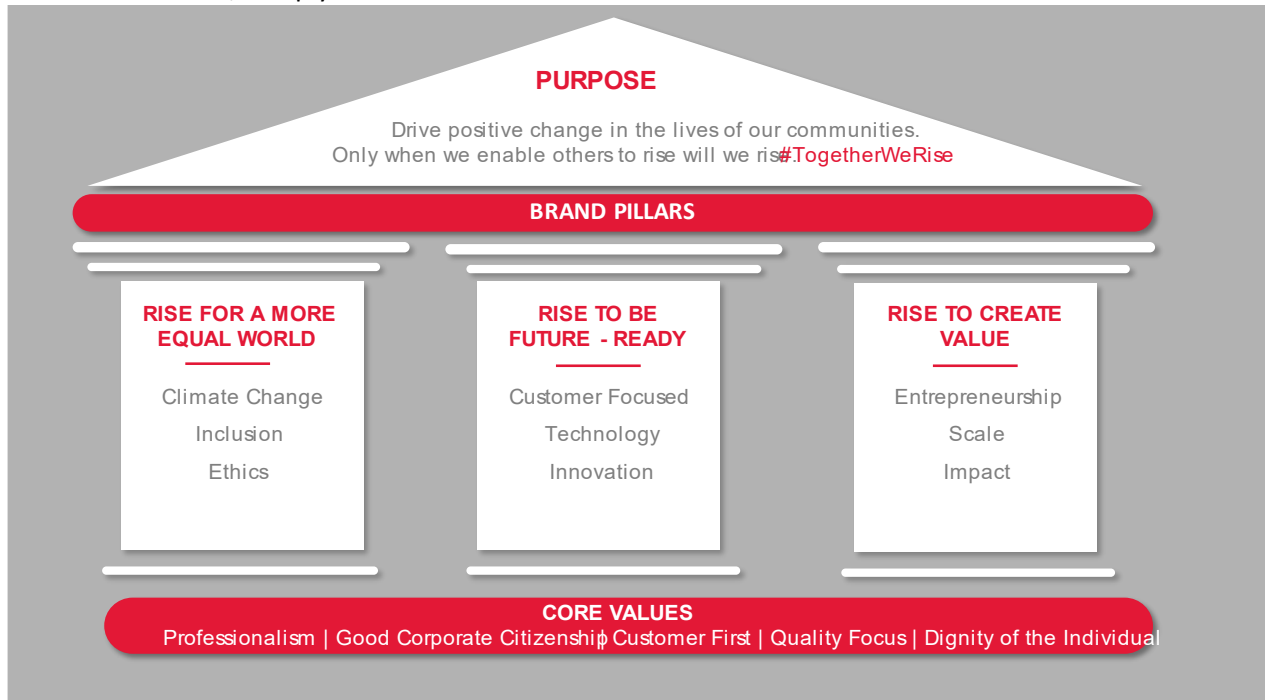 PURPOSE
Drive positive change in the lives of our communities.
Only when we enable others to rise will we rise. #TogetherWeRise
BRAND PILLARS
RISE FOR A MORE
EQUAL WORLD
Climate Change
Inclusion
Ethics
RISE TO BE
FUTURE - READY
Customer Focused
Technology
Innovation
RISE TO CREATE
VALUE
Entrepreneurship
Scale
Impact
CORE VALUES
Professionalism | Good Corporate Citizenship | Customer First | Quality Focus | Dignity of the Individual